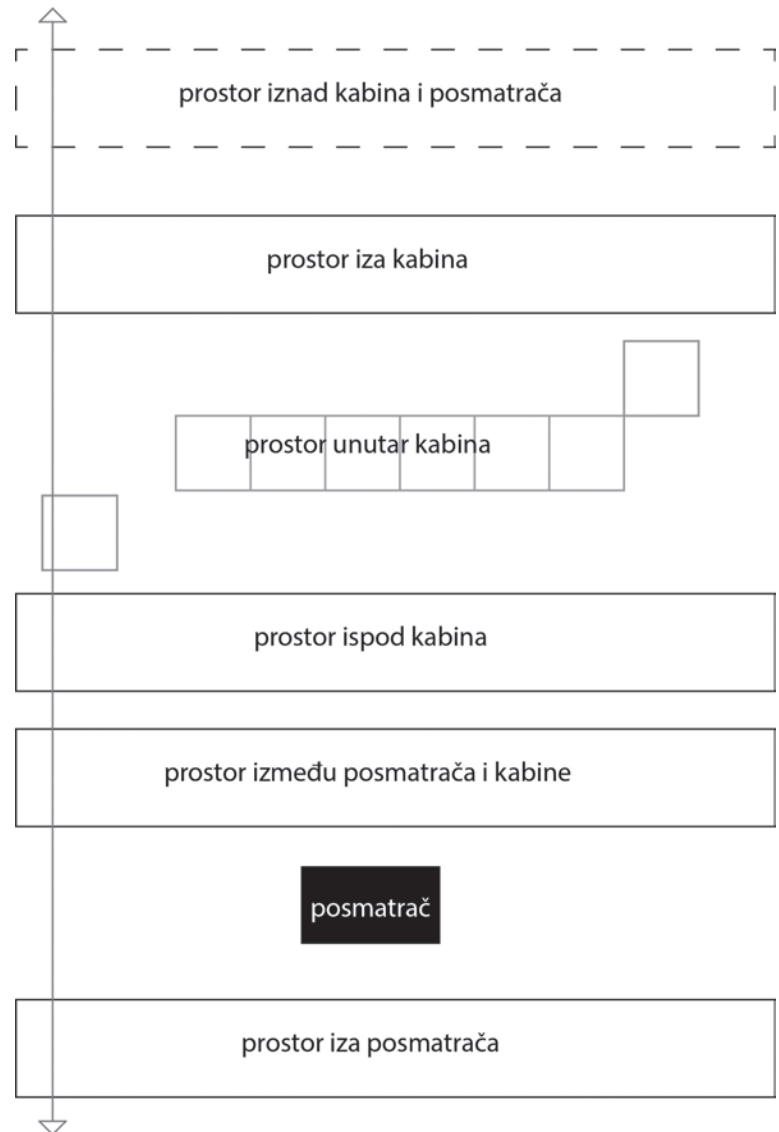 prostor iznad kabina i posmatrača
prostor iza kabina
prostor unutar kabina
prostor ispod kabina
prostor između posmatrača i kabine
posmatrač
prostor iza posmatrača